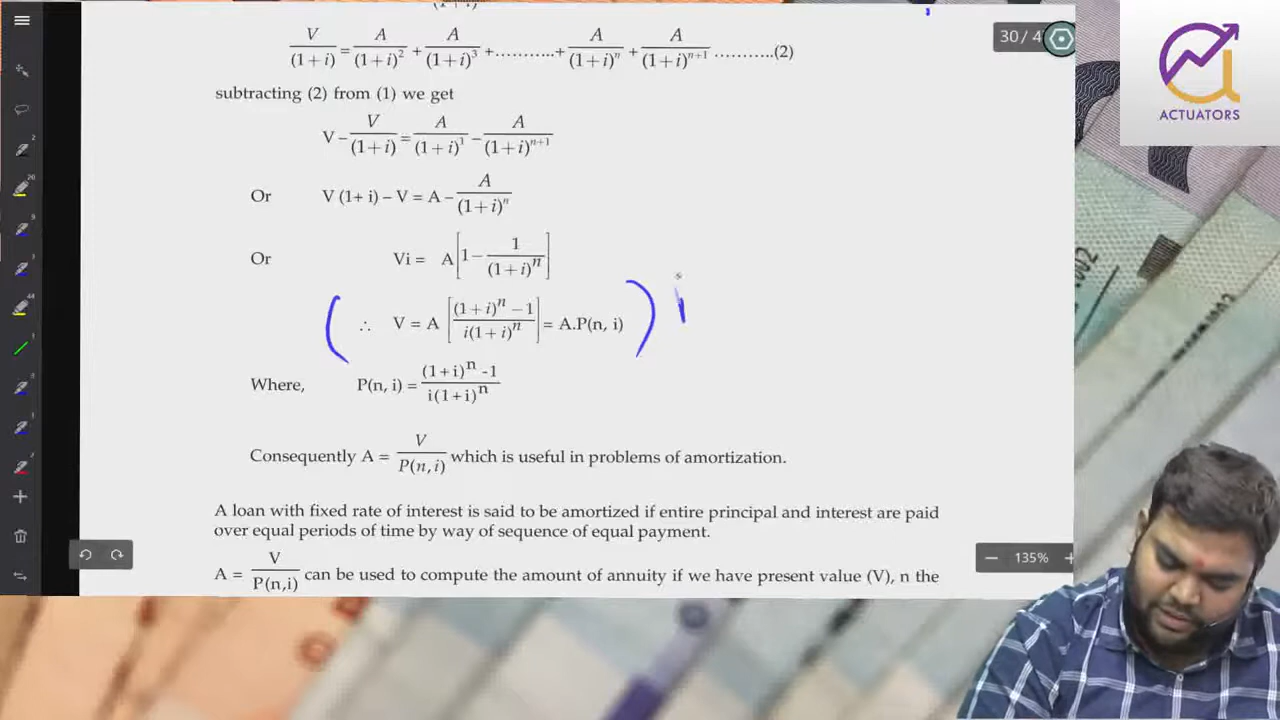 30 / 4
ACTUATORS
V/(1+i) = A/(1+i)² + A/(1+i)³ +………..+ A/(1+i)ⁿ + A/(1+i)ⁿ⁺¹ ……….(2)
subtracting (2) from (1) we get
V – V/(1+i) = A/(1+i)¹ – A/(1+i)ⁿ⁺¹
Or V (1+ i) – V = A – A/(1+i)ⁿ
Or Vi = A[1 – 1/(1+i)ⁿ]
∴ V = A [((1+i)ⁿ – 1)/(i(1+i)ⁿ)] = A.P(n, i)
i
Where, P(n, i) = ((1+i)ⁿ -1)/(i(1+i)ⁿ)
Consequently A = V/P(n,i) which is useful in problems of amortization.
A loan with fixed rate of interest is said to be amortized if entire principal and interest are paid
over equal periods of time by way of sequence of equal payment.
A = V/P(n,i) can be used to compute the amount of annuity if we have present value (V), n the
135%